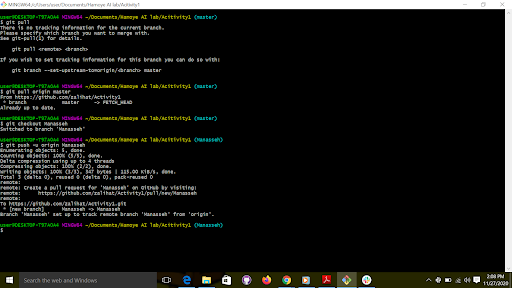 MINGW64:/c/Users/user/Documents/Hamoye AI lab/Acitivity1
user@DESKTOP-T97A0A4 MINGW64 ~/Documents/Hamoye AI lab/Acitivity1 (master)
$ git pull
There is no tracking information for the current branch.
Please specify which branch you want to merge with.
See git-pull(1) for details.
git pull <remote> <branch>
If you wish to set tracking information for this branch you can do so with:
git branch --set-upstream-to=origin/<branch> master
user@DESKTOP-T97A0A4 MINGW64 ~/Documents/Hamoye AI lab/Acitivity1 (master)
$ git pull origin master
From https://github.com/zalihat/Activity1
* branch master -> FETCH_HEAD
Already up to date.
user@DESKTOP-T97A0A4 MINGW64 ~/Documents/Hamoye AI lab/Acitivity1 (master)
$ git checkout Manasseh
Switched to branch 'Manasseh'
user@DESKTOP-T97A0A4 MINGW64 ~/Documents/Hamoye AI lab/Acitivity1 (Manasseh)
$ git push -u origin Manasseh
Enumerating objects: 5, done.
Counting objects: 100% (5/5), done.
Delta compression using up to 4 threads
Compressing objects: 100% (2/2), done.
Writing objects: 100% (3/3), 347 bytes | 115.00 KiB/s, done.
Total 3 (delta 0), reused 0 (delta 0), pack-reused 0
remote:
remote: Create a pull request for 'Manasseh' on GitHub by visiting:
remote: https://github.com/zalihat/Activity1/pull/new/Manasseh
remote:
To https://github.com/zalihat/Activity1.git
* [new branch] Manasseh -> Manasseh
Branch 'Manasseh' set up to track remote branch 'Manasseh' from 'origin'.
user@DESKTOP-T97A0A4 MINGW64 ~/Documents/Hamoye AI lab/Acitivity1 (Manasseh)
$
Search the web and Windows
2:08 PM
11/27/2020